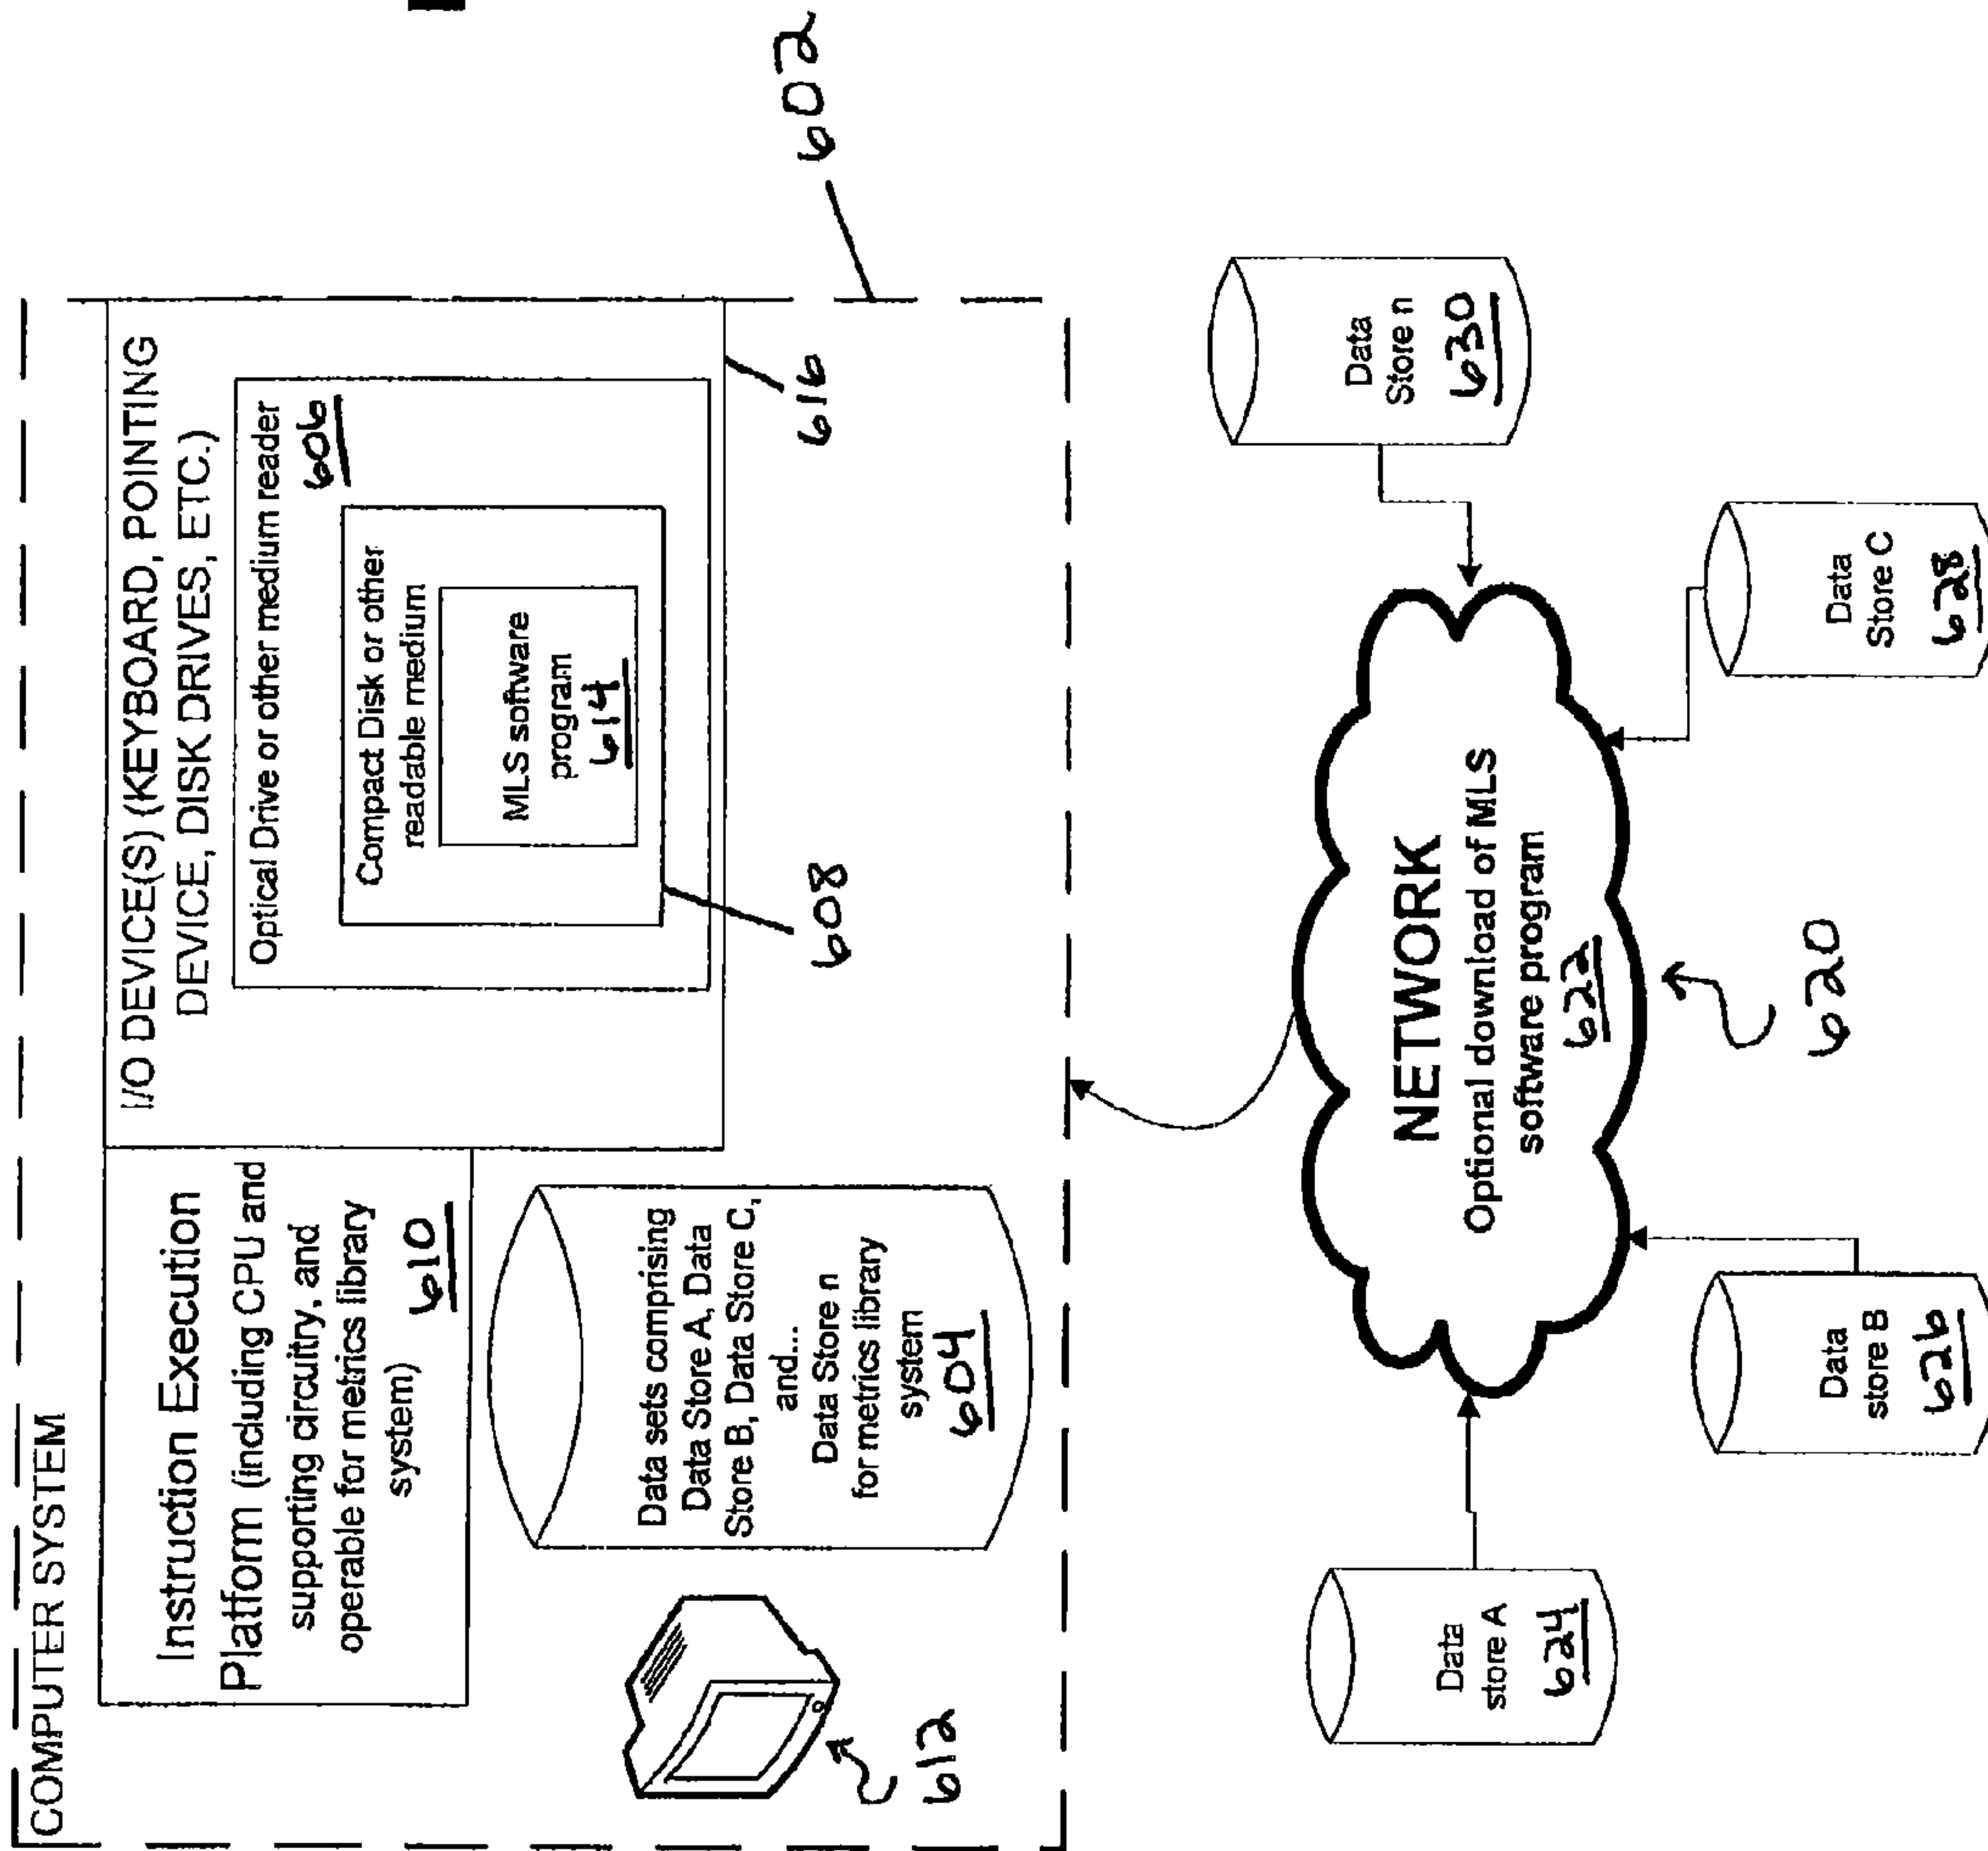 COMPUTER SYSTEM
Instruction Execution
Platform (including CPU and
supporting circuitry, and
operable for metrics library
system)
610
I/O DEVICE(S) (KEYBOARD, POINTING
DEVICE, DISK DRIVES, ETC.)
Optical Drive or other medium reader
606
Compact Disk or other
readable medium
MLS software
program
614
608
616
602
612
Data sets comprising
Data Store A, Data
Store B, Data Store C,
and...
Data Store n
for metrics library
system
604
NETWORK
Optional download of MLS
software program
622
620
Data
store A
624
Data
store B
626
Data
Store C
628
Data
Store n
630